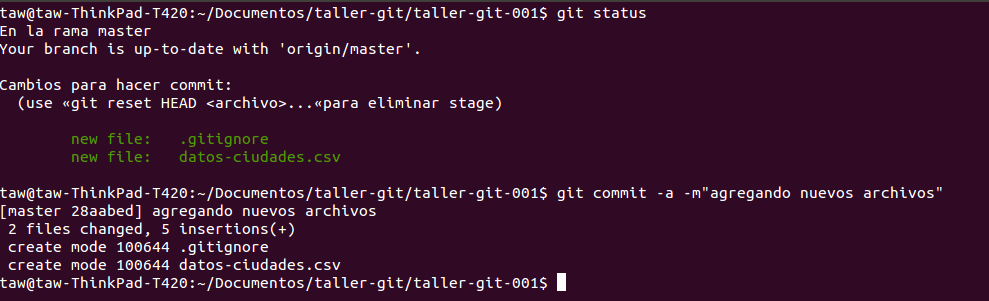 taw@taw-ThinkPad-T420:~/Documentos/taller-git/taller-git-001$ git status
En la rama master
Your branch is up-to-date with 'origin/master'.
Cambios para hacer commit:
  (use «git reset HEAD <archivo>...«para eliminar stage)
        new file:   .gitignore
        new file:   datos-ciudades.csv
taw@taw-ThinkPad-T420:~/Documentos/taller-git/taller-git-001$ git commit -a -m"agregando nuevos archivos"
[master 28aabed] agregando nuevos archivos
 2 files changed, 5 insertions(+)
 create mode 100644 .gitignore
 create mode 100644 datos-ciudades.csv
taw@taw-ThinkPad-T420:~/Documentos/taller-git/taller-git-001$